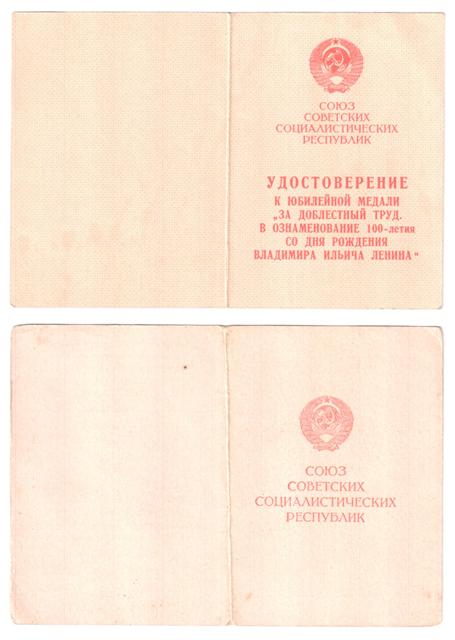 СОЮЗ
СОВЕТСКИХ
СОЦИАЛИСТИЧЕСКИХ
РЕСПУБЛИК
УДОСТОВЕРЕНИЕ
К ЮБИЛЕЙНОЙ МЕДАЛИ
„ЗА ДОБЛЕСТНЫЙ ТРУД.
В ОЗНАМЕНОВАНИЕ 100-летия
СО ДНЯ РОЖДЕНИЯ
ВЛАДИМИРА ИЛЬИЧА ЛЕНИНА“
СОЮЗ
СОВЕТСКИХ
СОЦИАЛИСТИЧЕСКИХ
РЕСПУБЛИК